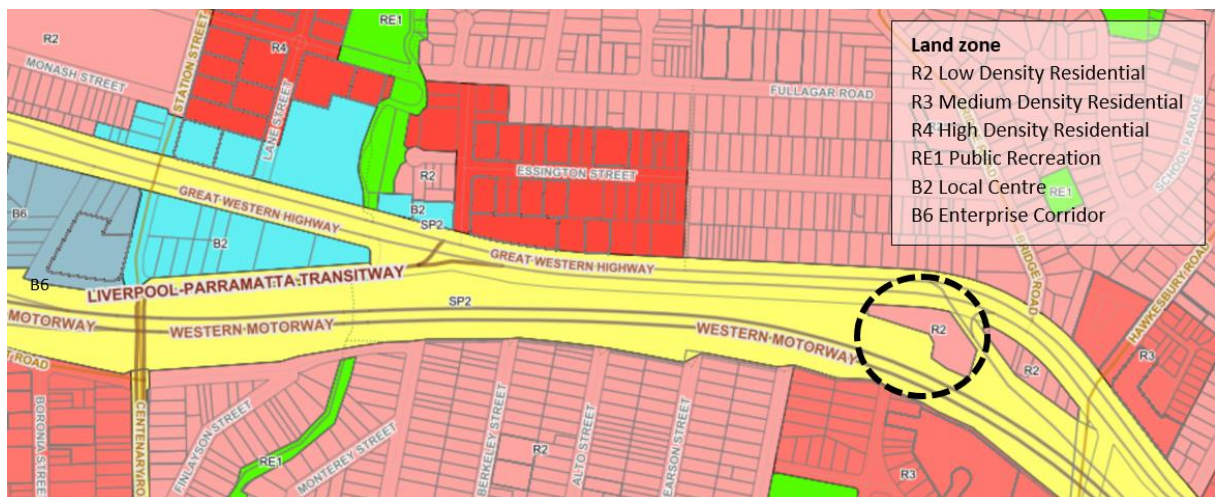 R2
MONASH STREET
STATION STREET
R4
LANE STREET
RE1
FULLAGAR ROAD
BRIDGE ROAD
SCHOOL PARADE
RE1
Land zone
R2 Low Density Residential
R3 Medium Density Residential
R4 High Density Residential
RE1 Public Recreation
B2 Local Centre
B6 Enterprise Corridor
R2
ESSINGTON STREET
B2
SP2
GREAT WESTERN HIGHWAY
GREAT WESTERN HIGHWAY
HAWKESBURY ROAD
B6
B2
B6
LIVERPOOL-PARRAMATTA TRANSITWAY
SP2
MOTORWAY
WESTERN MOTORWAY
WESTERN MOTORWAY
R2
R2
R3
ROAD
BORONIA STREET
CENTENARY RO
FINLAYSON STREET
RE1
MONTEREY STREET
BERKELEY STREET
R2
ALTO STREET
EARSON STREET
R3